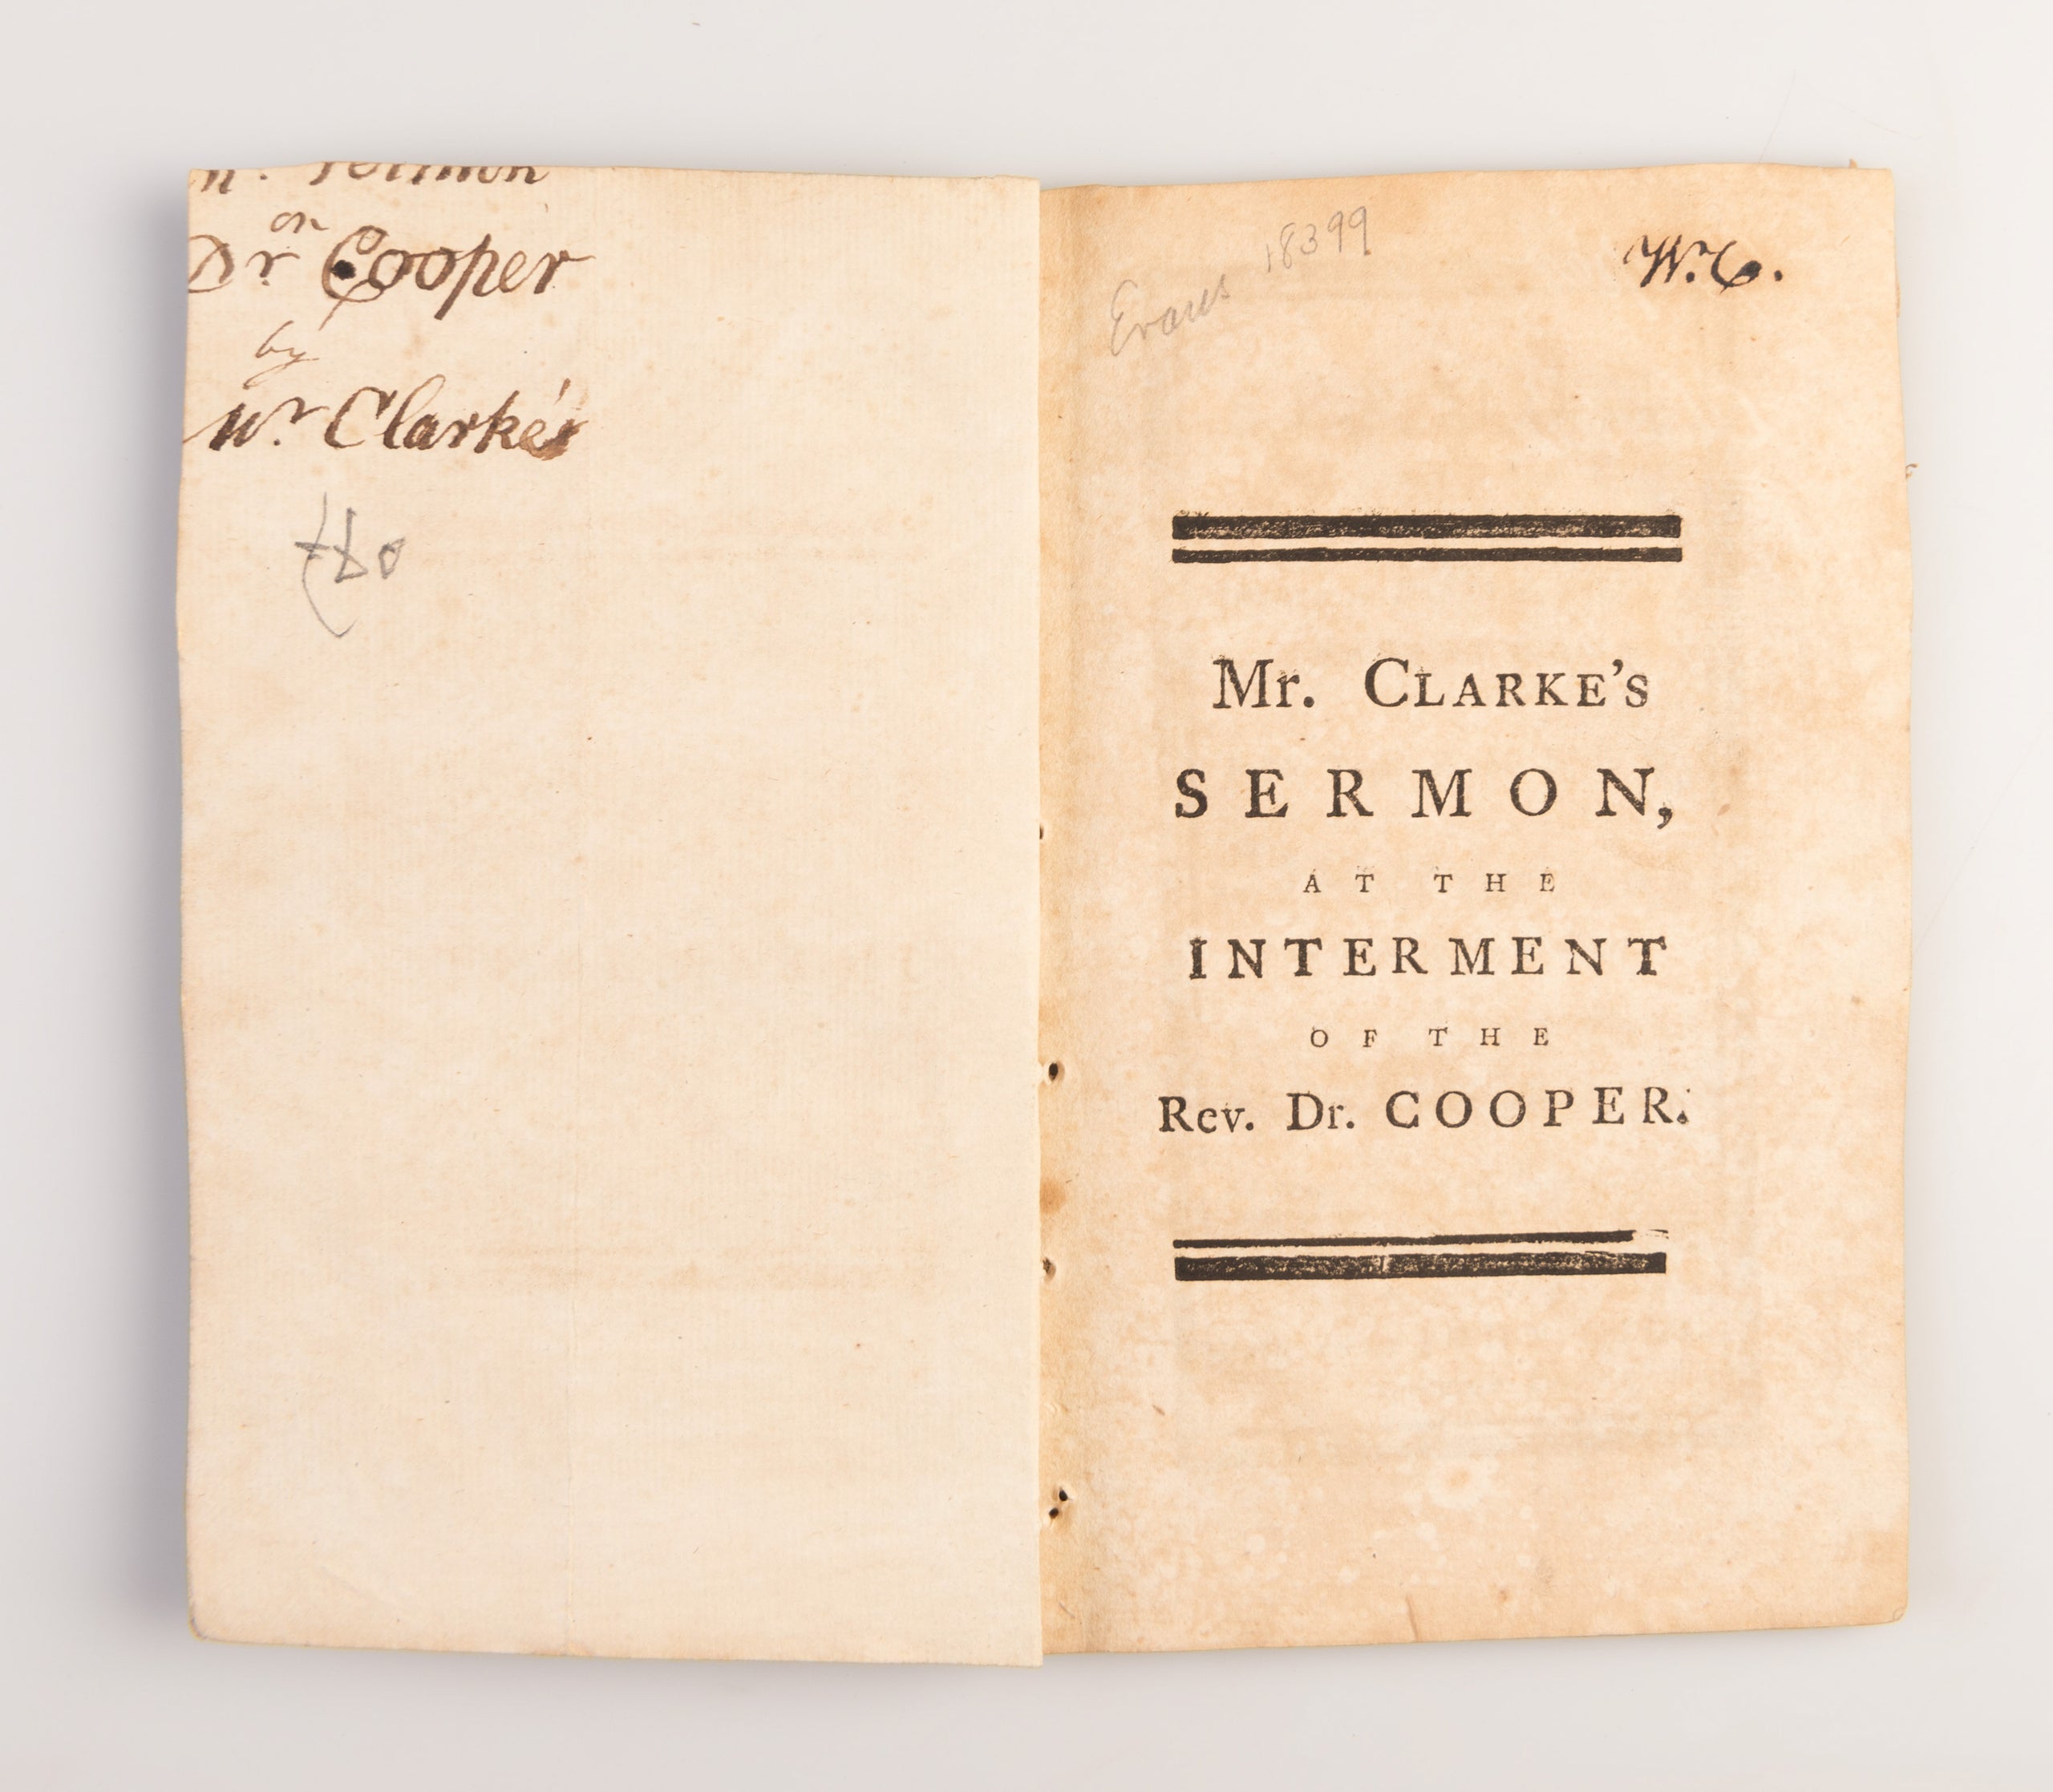 Sermon
on
Dr. Cooper
by
Mr. Clarke's
Evans 18399
W. C.
Mr. CLARKE'S
SERMON,
AT THE
INTERMENT
OF THE
Rev. Dr. COOPER.